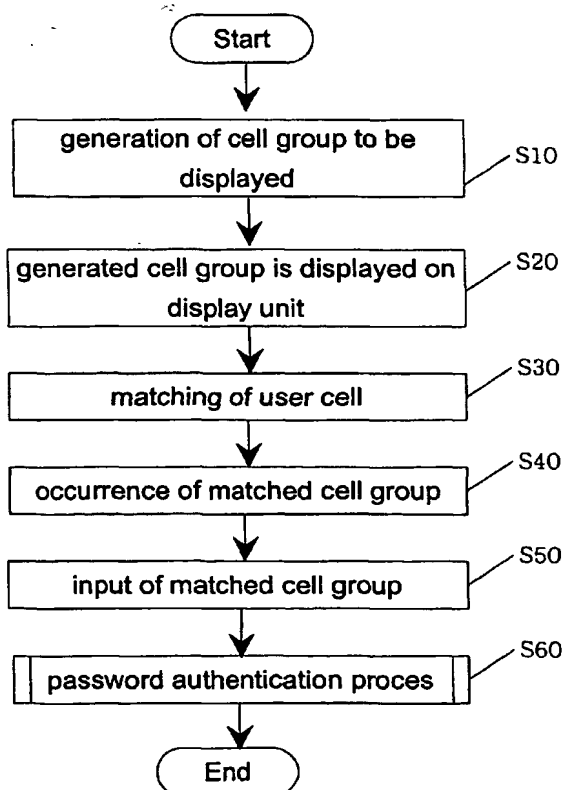 Start
generation of cell group to be
displayed
S10
generated cell group is displayed on
display unit
S20
matching of user cell
S30
occurrence of matched cell group
S40
input of matched cell group
S50
password authentication proces
S60
End